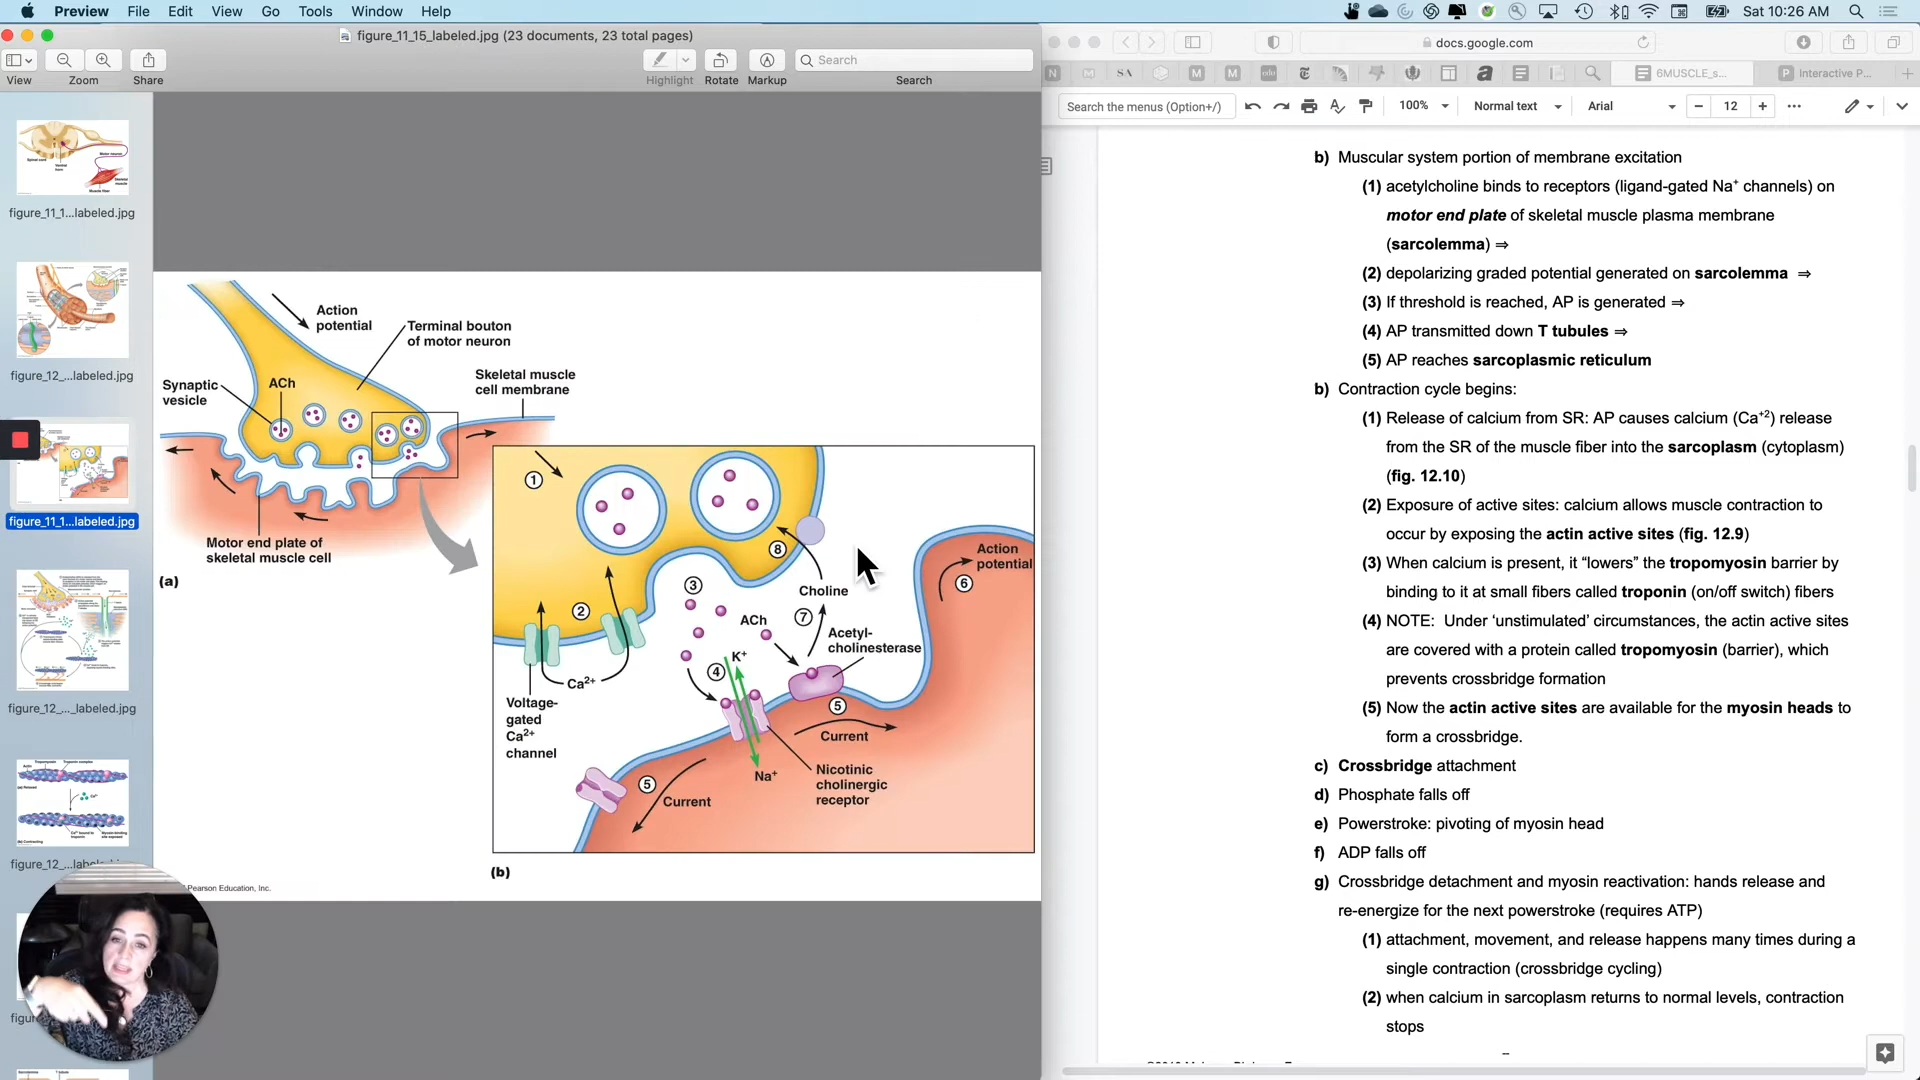 Preview File Edit View Go Tools Window Help
Sat 10:26 AM
figure_11_15_labeled.jpg (23 documents, 23 total pages)
View Zoom Share Highlight Rotate Markup Search
Search
figure_11_1...labeled.jpg
figure_12_...labeled.jpg
figure_11_1...labeled.jpg
figure_12_..._labeled.jpg
Action
potential
Terminal bouton
of motor neuron
Synaptic
vesicle
ACh
Skeletal muscle
cell membrane
Motor end plate of
skeletal muscle cell
(a)
1
2
3
8
Choline
Action
potential
6
ACh
7
Acetyl-
cholinesterase
K+
4
Ca2+
Voltage-
gated
Ca2+
channel
5
Current
Na+
Nicotinic
cholinergic
receptor
5
Current
(b)
Pearson Education, Inc.
docs.google.com
6MUSCLE_s...
Interactive P...
Search the menus (Option+/)
100%
Normal text
Arial
12
b) Muscular system portion of membrane excitation
(1) acetylcholine binds to receptors (ligand-gated Na+ channels) on
motor end plate of skeletal muscle plasma membrane
(sarcolemma) ⇒
(2) depolarizing graded potential generated on sarcolemma ⇒
(3) If threshold is reached, AP is generated ⇒
(4) AP transmitted down T tubules ⇒
(5) AP reaches sarcoplasmic reticulum
b) Contraction cycle begins:
(1) Release of calcium from SR: AP causes calcium (Ca+2) release
from the SR of the muscle fiber into the sarcoplasm (cytoplasm)
(fig. 12.10)
(2) Exposure of active sites: calcium allows muscle contraction to
occur by exposing the actin active sites (fig. 12.9)
(3) When calcium is present, it “lowers” the tropomyosin barrier by
binding to it at small fibers called troponin (on/off switch) fibers
(4) NOTE: Under ‘unstimulated’ circumstances, the actin active sites
are covered with a protein called tropomyosin (barrier), which
prevents crossbridge formation
(5) Now the actin active sites are available for the myosin heads to
form a crossbridge.
c) Crossbridge attachment
d) Phosphate falls off
e) Powerstroke: pivoting of myosin head
f) ADP falls off
g) Crossbridge detachment and myosin reactivation: hands release and
re-energize for the next powerstroke (requires ATP)
(1) attachment, movement, and release happens many times during a
single contraction (crossbridge cycling)
(2) when calcium in sarcoplasm returns to normal levels, contraction
stops